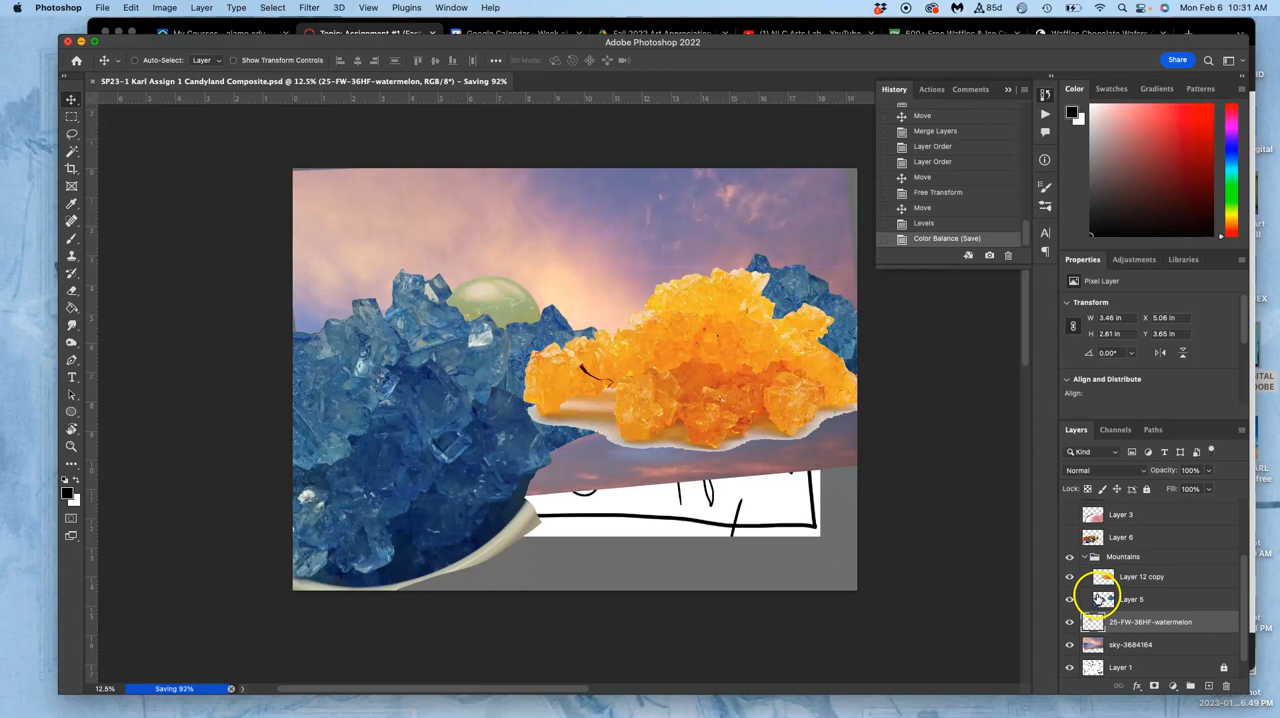 Photoshop File Edit Image Layer Type Select Filter 3D View Plugins Window Help 85d Mon Feb 6 10:31 AM
Adobe Photoshop 2022
Auto-Select: Layer Show Transform Controls 3D Mode: Share
SP23-1 Karl Assign 1 Candyland Composite.psd @ 12.5% (25-FW-36HF-watermelon, RGB/8*) – Saving 92%
History Actions Comments
Move
Merge Layers
Layer Order
Layer Order
Move
Free Transform
Move
Levels
Color Balance (Save)
Color Swatches Gradients Patterns
Properties Adjustments Libraries
Pixel Layer
Transform
W 3.46 in X 5.06 in
H 2.61 in Y 3.65 in
0.00°
Align and Distribute
Align:
Layers Channels Paths
Kind
Normal Opacity: 100%
Lock: Fill: 100%
Layer 3
Layer 6
Mountains
Layer 12 copy
Layer 5
25-FW-36HF-watermelon
sky-3684164
Layer 1
12.5% Saving 92%